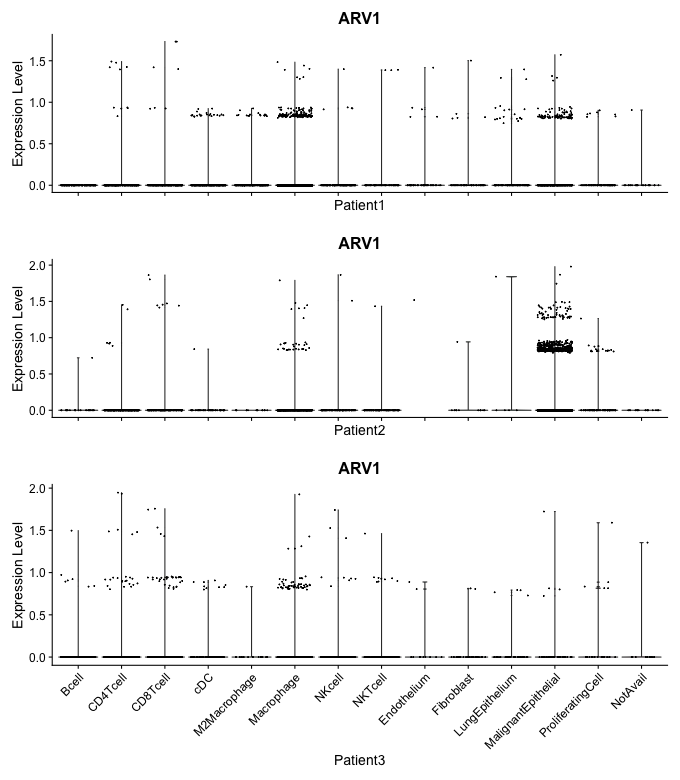 ARV1
Expression Level
1.5
1.0
0.5
0.0
Patient1
ARV1
Expression Level
2.0
1.5
1.0
0.5
0.0
Patient2
ARV1
Expression Level
2.0
1.5
1.0
0.5
0.0
Bcell
CD4Tcell
CD8Tcell
cDC
M2Macrophage
Macrophage
NKcell
NKTcell
Endothelium
Fibroblast
LungEpithelium
MalignantEpithelial
ProliferatingCell
NotAvail
Patient3